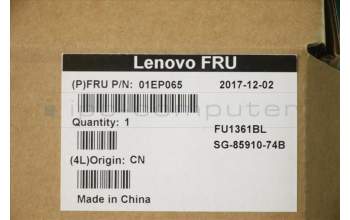 Lenovo FRU
(P)FRU P/N: 01EP065 2017-12-02
Quantity: 1
FU1361BL
SG-85910-74B
(4L)Origin: CN
Made in China